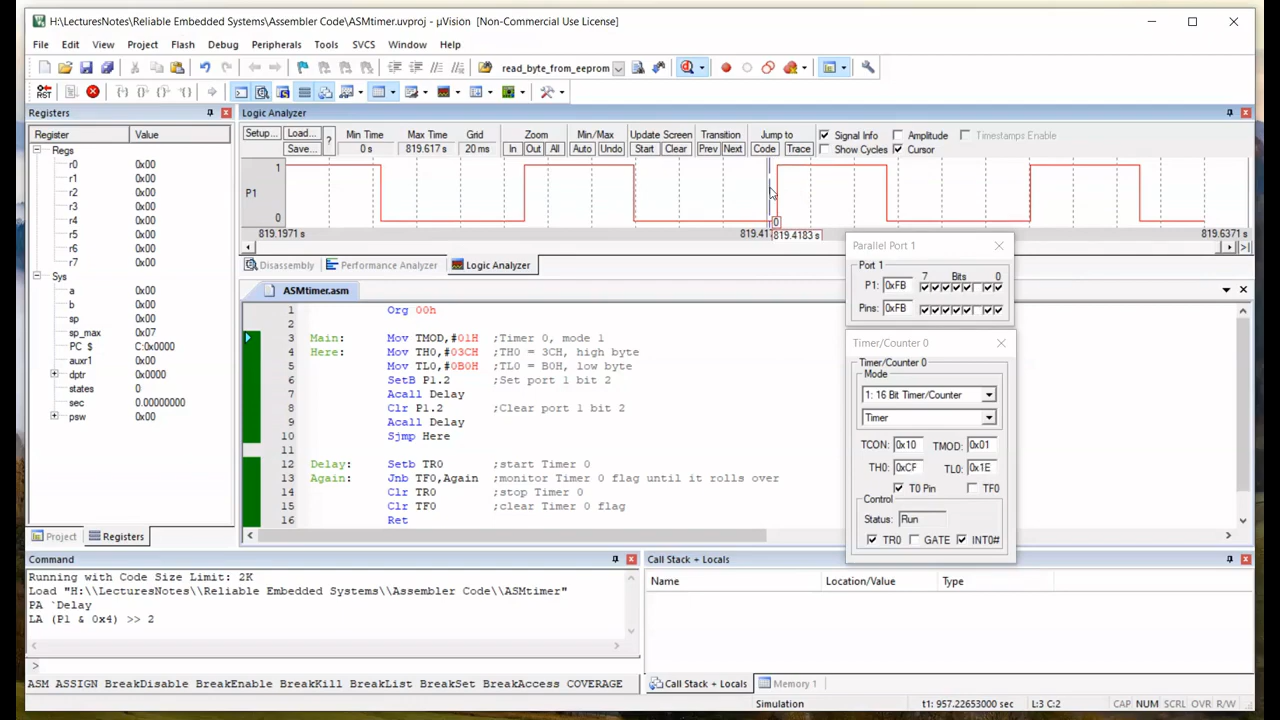 H:\LecturesNotes\Reliable Embedded Systems\Assembler Code\ASMtimer.uvproj - µVision [Non-Commercial Use License]
File Edit View Project Flash Debug Peripherals Tools SVCS Window Help
read_byte_from_eeprom
RST
Registers
Register Value
Regs
r0 0x00
r1 0x00
r2 0x00
r3 0x00
r4 0x00
r5 0x00
r6 0x00
r7 0x00
Sys
a 0x00
b 0x00
sp 0x07
sp_max 0x07
PC $ C:0x0000
auxr1 0x00
dptr 0x0000
states 0
sec 0.00000000
psw 0x00
Project Registers
Logic Analyzer
Setup... Load... ? Min Time Max Time Grid Zoom Min/Max Update Screen Transition Jump to Signal Info Amplitude Timestamps Enable
Save... 0 s 819.617 s 20 ms In Out All Auto Undo Start Clear Prev Next Code Trace Show Cycles Cursor
1
P1
0
0
819.1971 s 819.41 819.4183 s 819.6371 s
Disassembly Performance Analyzer Logic Analyzer
ASMtimer.asm
1 Org 00h
2
3 Main: Mov TMOD,#01H ;Timer 0, mode 1
4 Here: Mov TH0,#03CH ;TH0 = 3CH, high byte
5 Mov TL0,#0B0H ;TL0 = B0H, low byte
6 SetB P1.2 ;Set port 1 bit 2
7 Acall Delay
8 Clr P1.2 ;Clear port 1 bit 2
9 Acall Delay
10 Sjmp Here
11
12 Delay: Setb TR0 ;start Timer 0
13 Again: Jnb TF0,Again ;monitor Timer 0 flag until it rolls over
14 Clr TR0 ;stop Timer 0
15 Clr TF0 ;clear Timer 0 flag
16 Ret
Parallel Port 1
Port 1
7 Bits 0
P1: 0xFB
Pins: 0xFB
Timer/Counter 0
Timer/Counter 0
Mode
1: 16 Bit Timer/Counter
Timer
TCON: 0x10 TMOD: 0x01
TH0: 0xCF TL0: 0x1E
T0 Pin TF0
Control
Status: Run
TR0 GATE INT0#
Command
Running with Code Size Limit: 2K
Load "H:\\LecturesNotes\\Reliable Embedded Systems\\Assembler Code\\ASMtimer"
PA `Delay
LA (P1 & 0x4) >> 2
>
ASM ASSIGN BreakDisable BreakEnable BreakKill BreakList BreakSet BreakAccess COVERAGE
Call Stack + Locals
Name Location/Value Type
Call Stack + Locals Memory 1
Simulation t1: 957.22653000 sec L:3 C:2 CAP NUM SCRL OVR R/W